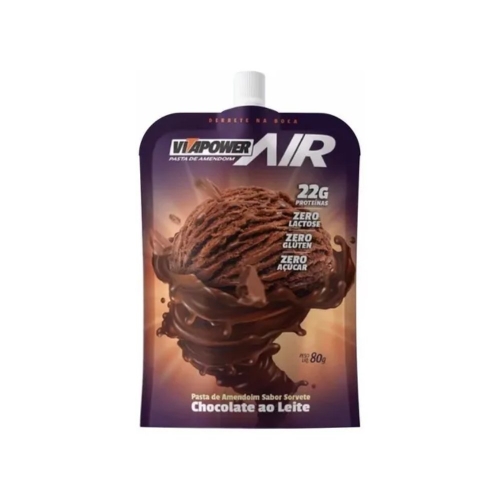 DERRETE NA BOCA
VITAPOWER AIR
PASTA DE AMENDOIM
22G
PROTEÍNAS
ZERO
LACTOSE
ZERO
GLÚTEN
ZERO
AÇÚCAR
80g
Pasta de Amendoim Sabor Sorvete
Chocolate ao Leite